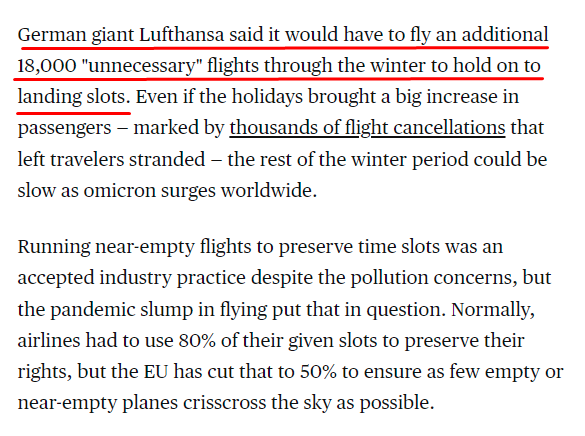 German giant Lufthansa said it would have to fly an additional
18,000 "unnecessary" flights through the winter to hold on to
landing slots. Even if the holidays brought a big increase in
passengers – marked by thousands of flight cancellations that
left travelers stranded – the rest of the winter period could be
slow as omicron surges worldwide.
Running near-empty flights to preserve time slots was an
accepted industry practice despite the pollution concerns, but
the pandemic slump in flying put that in question. Normally,
airlines had to use 80% of their given slots to preserve their
rights, but the EU has cut that to 50% to ensure as few empty or
near-empty planes crisscross the sky as possible.